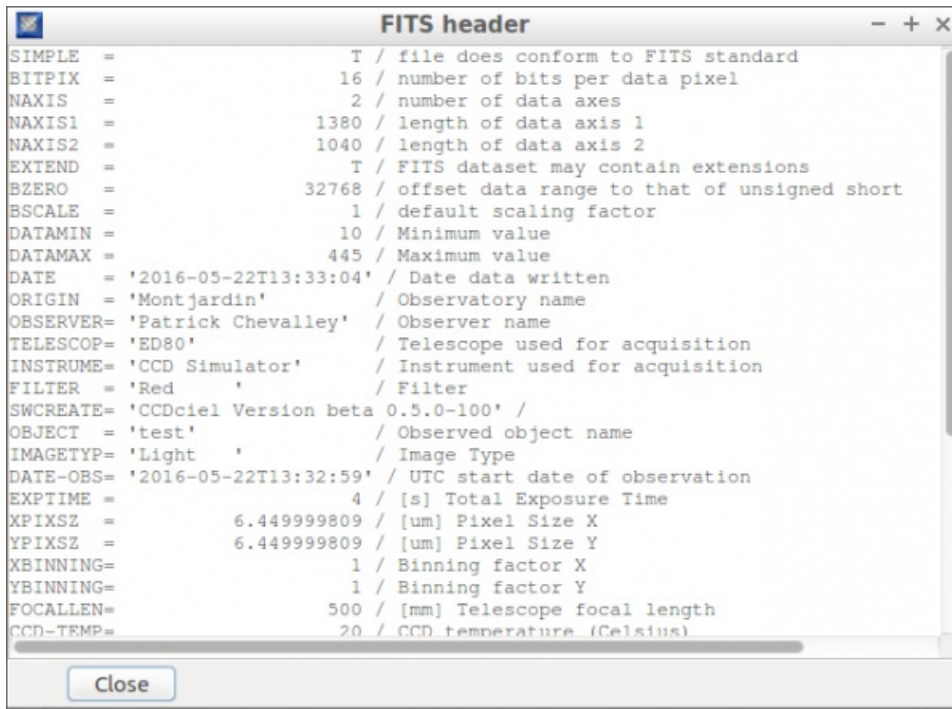 FITS header
SIMPLE  =                    T / file does conform to FITS standard
BITPIX  =                   16 / number of bits per data pixel
NAXIS   =                    2 / number of data axes
NAXIS1  =                 1380 / length of data axis 1
NAXIS2  =                 1040 / length of data axis 2
EXTEND  =                    T / FITS dataset may contain extensions
BZERO   =                32768 / offset data range to that of unsigned short
BSCALE  =                    1 / default scaling factor
DATAMIN =                   10 / Minimum value
DATAMAX =                  445 / Maximum value
DATE    = '2016-05-22T13:33:04' / Date data written
ORIGIN  = 'Montjardin'         / Observatory name
OBSERVER= 'Patrick Chevalley'  / Observer name
TELESCOP= 'ED80'               / Telescope used for acquisition
INSTRUME= 'CCD Simulator'      / Instrument used for acquisition
FILTER  = 'Red     '           / Filter
SWCREATE= 'CCDciel Version beta 0.5.0-100' /
OBJECT  = 'test'               / Observed object name
IMAGETYP= 'Light   '           / Image Type
DATE-OBS= '2016-05-22T13:32:59' / UTC start date of observation
EXPTIME =                    4 / [s] Total Exposure Time
XPIXSZ  =          6.449999809 / [um] Pixel Size X
YPIXSZ  =          6.449999809 / [um] Pixel Size Y
XBINNING=                    1 / Binning factor X
YBINNING=                    1 / Binning factor Y
FOCALLEN=                  500 / [mm] Telescope focal length
CCD-TEMP=                   20 / CCD temperature (Celsius)
Close